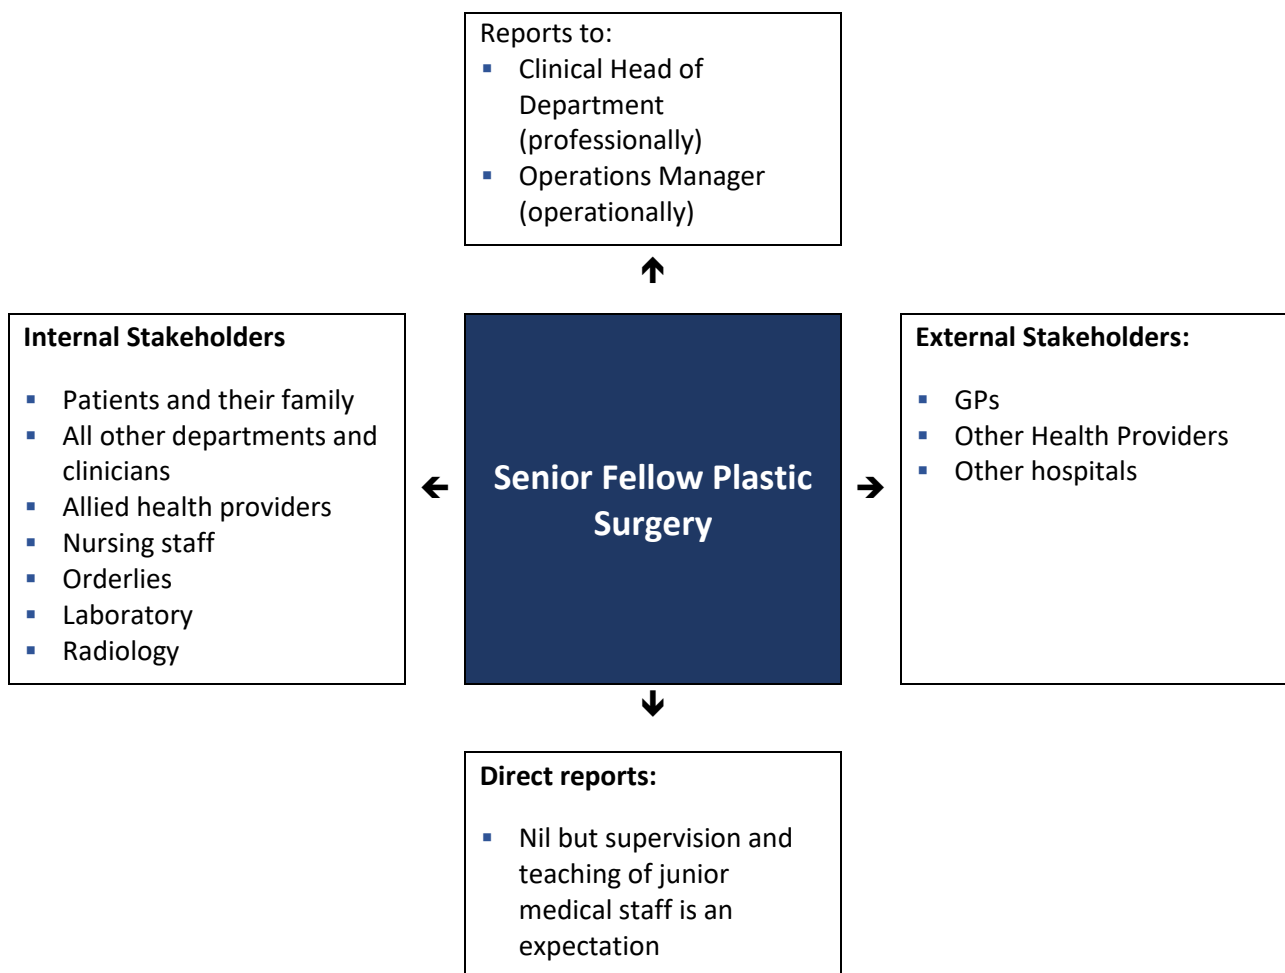 Reports to:
▪ Clinical Head of
Department
(professionally)
▪ Operations Manager
(operationally)
Internal Stakeholders
▪ Patients and their family
▪ All other departments and
clinicians
▪ Allied health providers
▪ Nursing staff
▪ Orderlies
▪ Laboratory
▪ Radiology
Senior Fellow Plastic
Surgery
External Stakeholders:
▪ GPs
▪ Other Health Providers
▪ Other hospitals
Direct reports:
▪ Nil but supervision and
teaching of junior
medical staff is an
expectation